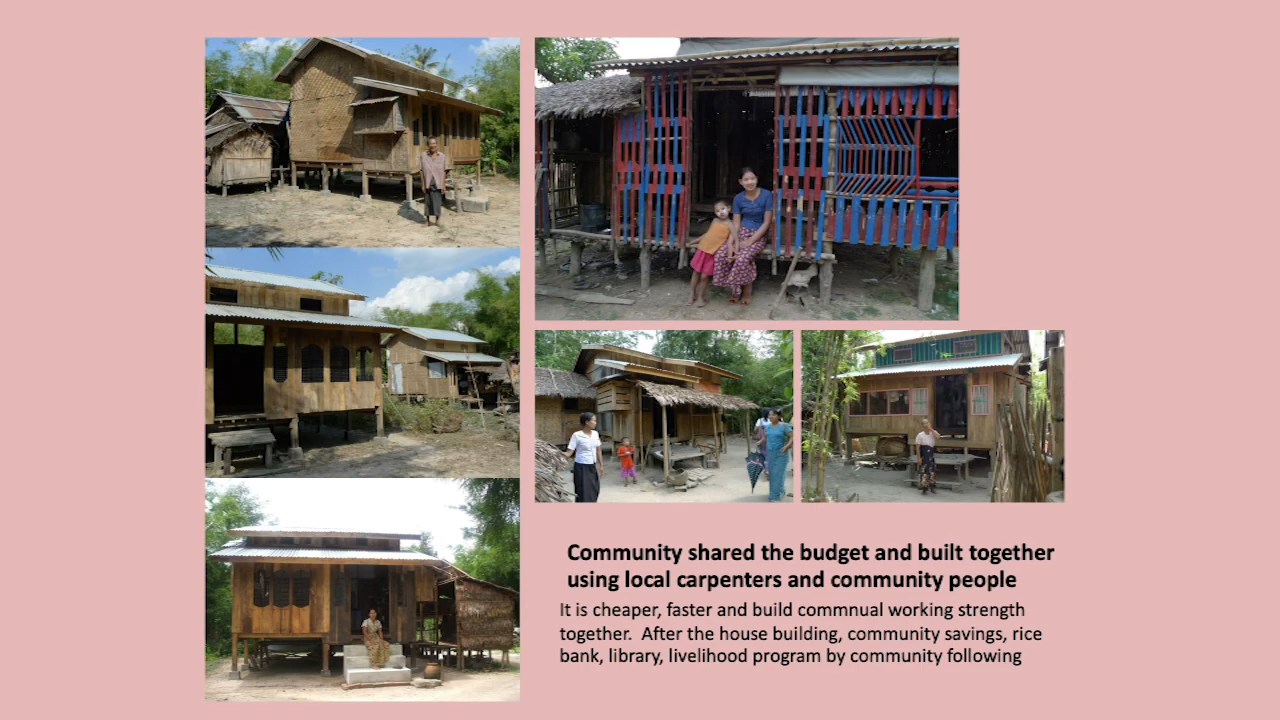 Community shared the budget and built together
using local carpenters and community people
It is cheaper, faster and build commnual working strength
together.  After the house building, community savings, rice
bank, library, livelihood program by community following